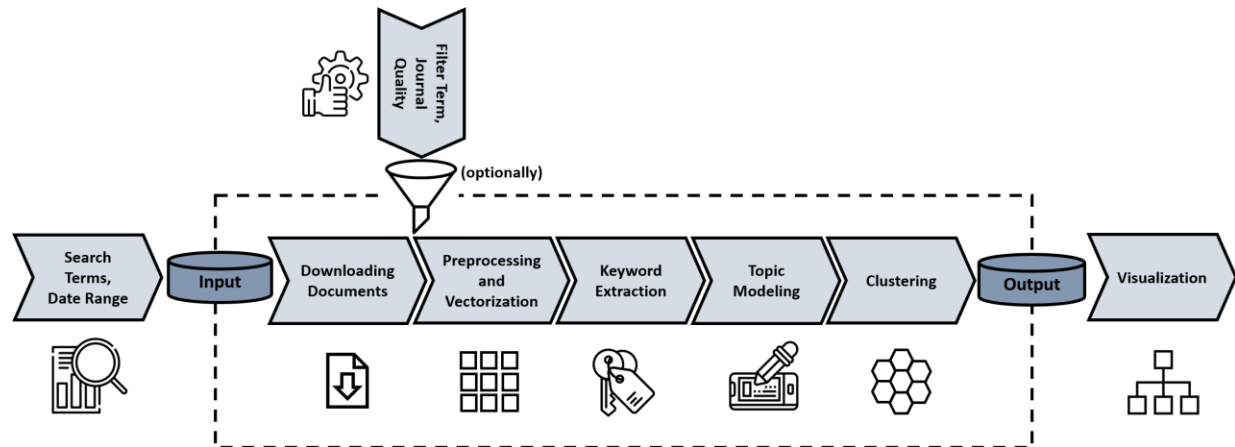 Filter Term,
Journal
Quality
(optionally)
Search
Terms,
Date Range
Input
Downloading
Documents
Preprocessing
and
Vectorization
Keyword
Extraction
Topic
Modeling
Clustering
Output
Visualization